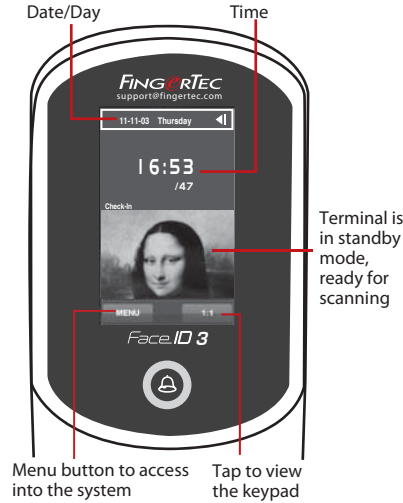 Date/Day
Time
FINGERTEC
support@fingertec.com
11-11-03 Thursday
16:53
/47
Check-In
Terminal is
in standby
mode,
ready for
scanning
MENU
1:1
Face ID 3
Menu button to access
into the system
Tap to view
the keypad